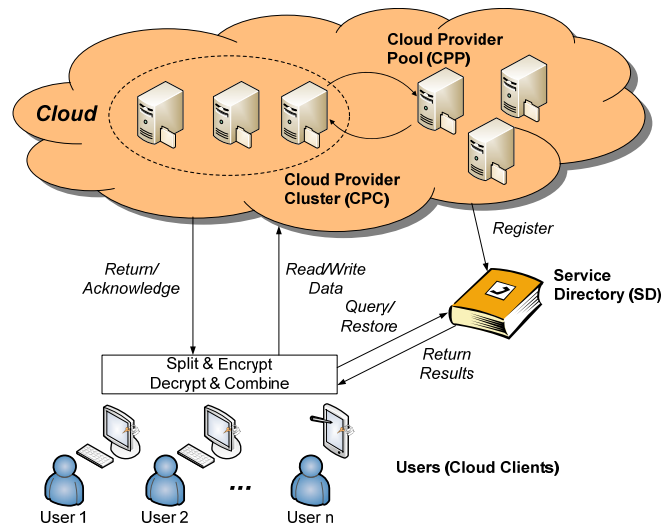 Cloud Provider
Pool (CPP)
Cloud
Cloud Provider
Cluster (CPC)
Register
Return/
Acknowledge
Read/Write
Data
Query/
Restore
Service
Directory (SD)
Return
Results
Split & Encrypt
Decrypt & Combine
Users (Cloud Clients)
...
User 1
User 2
User n